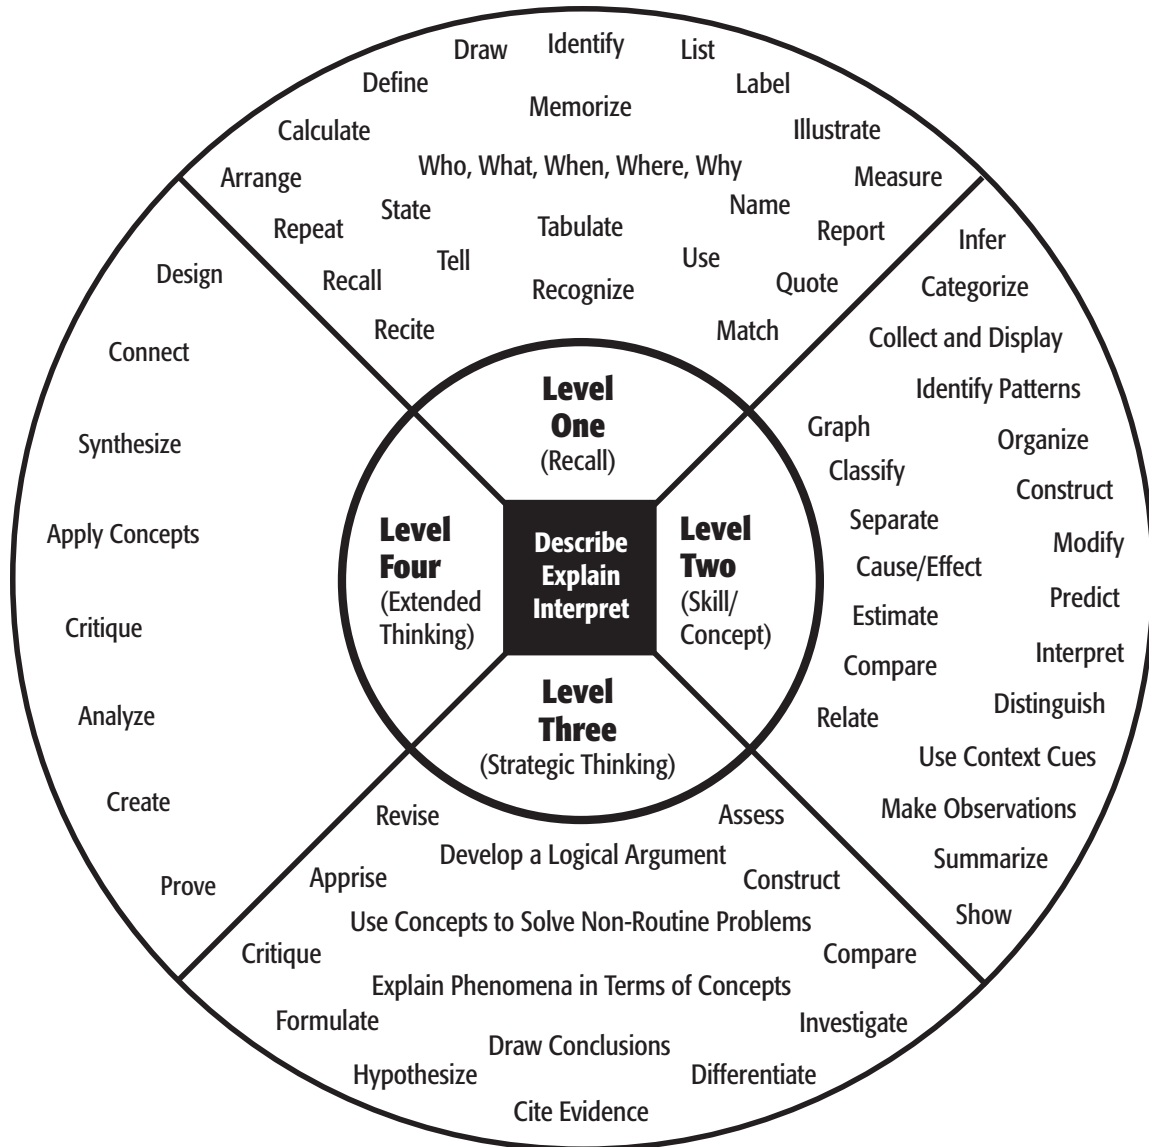 Draw
Identify
List
Define
Label
Memorize
Calculate
Illustrate
Who, What, When, Where, Why
Arrange
Measure
State
Name
Repeat
Tabulate
Report
Tell
Use
Recall
Recognize
Quote
Recite
Match
Level
One
(Recall)
Infer
Categorize
Collect and Display
Identify Patterns
Graph
Organize
Classify
Construct
Separate
Modify
Cause/Effect
Predict
Estimate
Interpret
Compare
Distinguish
Relate
Use Context Cues
Make Observations
Summarize
Show
Level
Two
(Skill/
Concept)
Describe
Explain
Interpret
Level
Four
(Extended
Thinking)
Design
Connect
Synthesize
Apply Concepts
Critique
Analyze
Create
Prove
Level
Three
(Strategic Thinking)
Revise
Assess
Develop a Logical Argument
Apprise
Construct
Use Concepts to Solve Non-Routine Problems
Critique
Compare
Explain Phenomena in Terms of Concepts
Formulate
Investigate
Draw Conclusions
Hypothesize
Differentiate
Cite Evidence